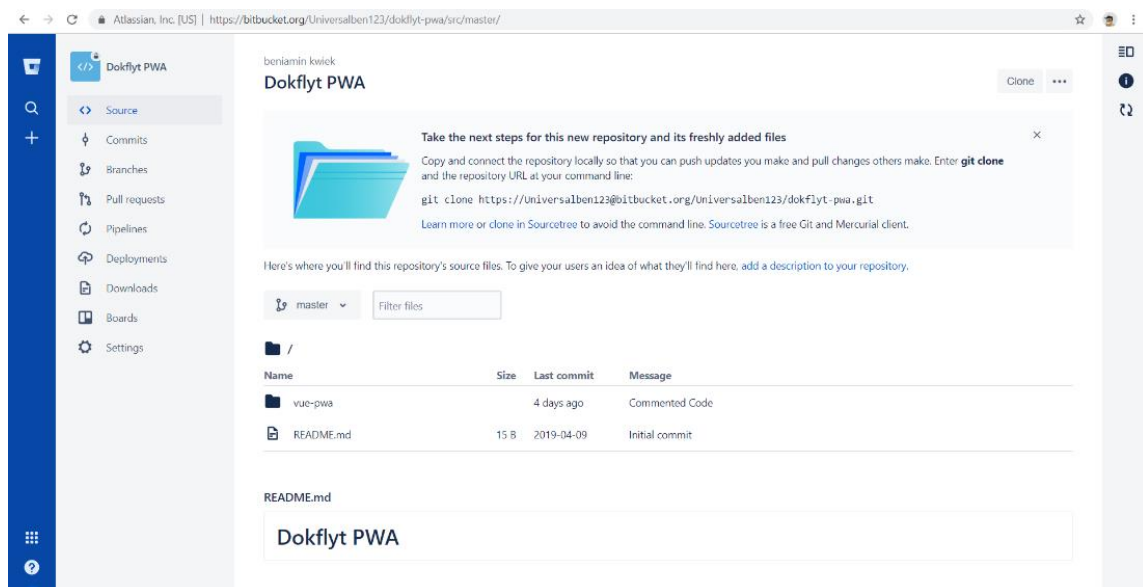 Atlassian, Inc. [US] | https://bitbucket.org/Universalben123/dokflyt-pwa/src/master/
Dokflyt PWA
Source
Commits
Branches
Pull requests
Pipelines
Deployments
Downloads
Boards
Settings
benjamin kwiek
Dokflyt PWA
Clone
Take the next steps for this new repository and its freshly added files
Copy and connect the repository locally so that you can push updates you make and pull changes others make. Enter git clone
and the repository URL at your command line:
git clone https://Universalben123@bitbucket.org/Universalben123/dokflyt-pwa.git
Learn more or clone in Sourcetree to avoid the command line. Sourcetree is a free Git and Mercurial client.
Here's where you'll find this repository's source files. To give your users an idea of what they'll find here, add a description to your repository.
master
Filter files
/
Name Size Last commit Message
vue-pwa 4 days ago Commented Code
README.md 15 B 2019-04-09 Initial commit
README.md
Dokflyt PWA